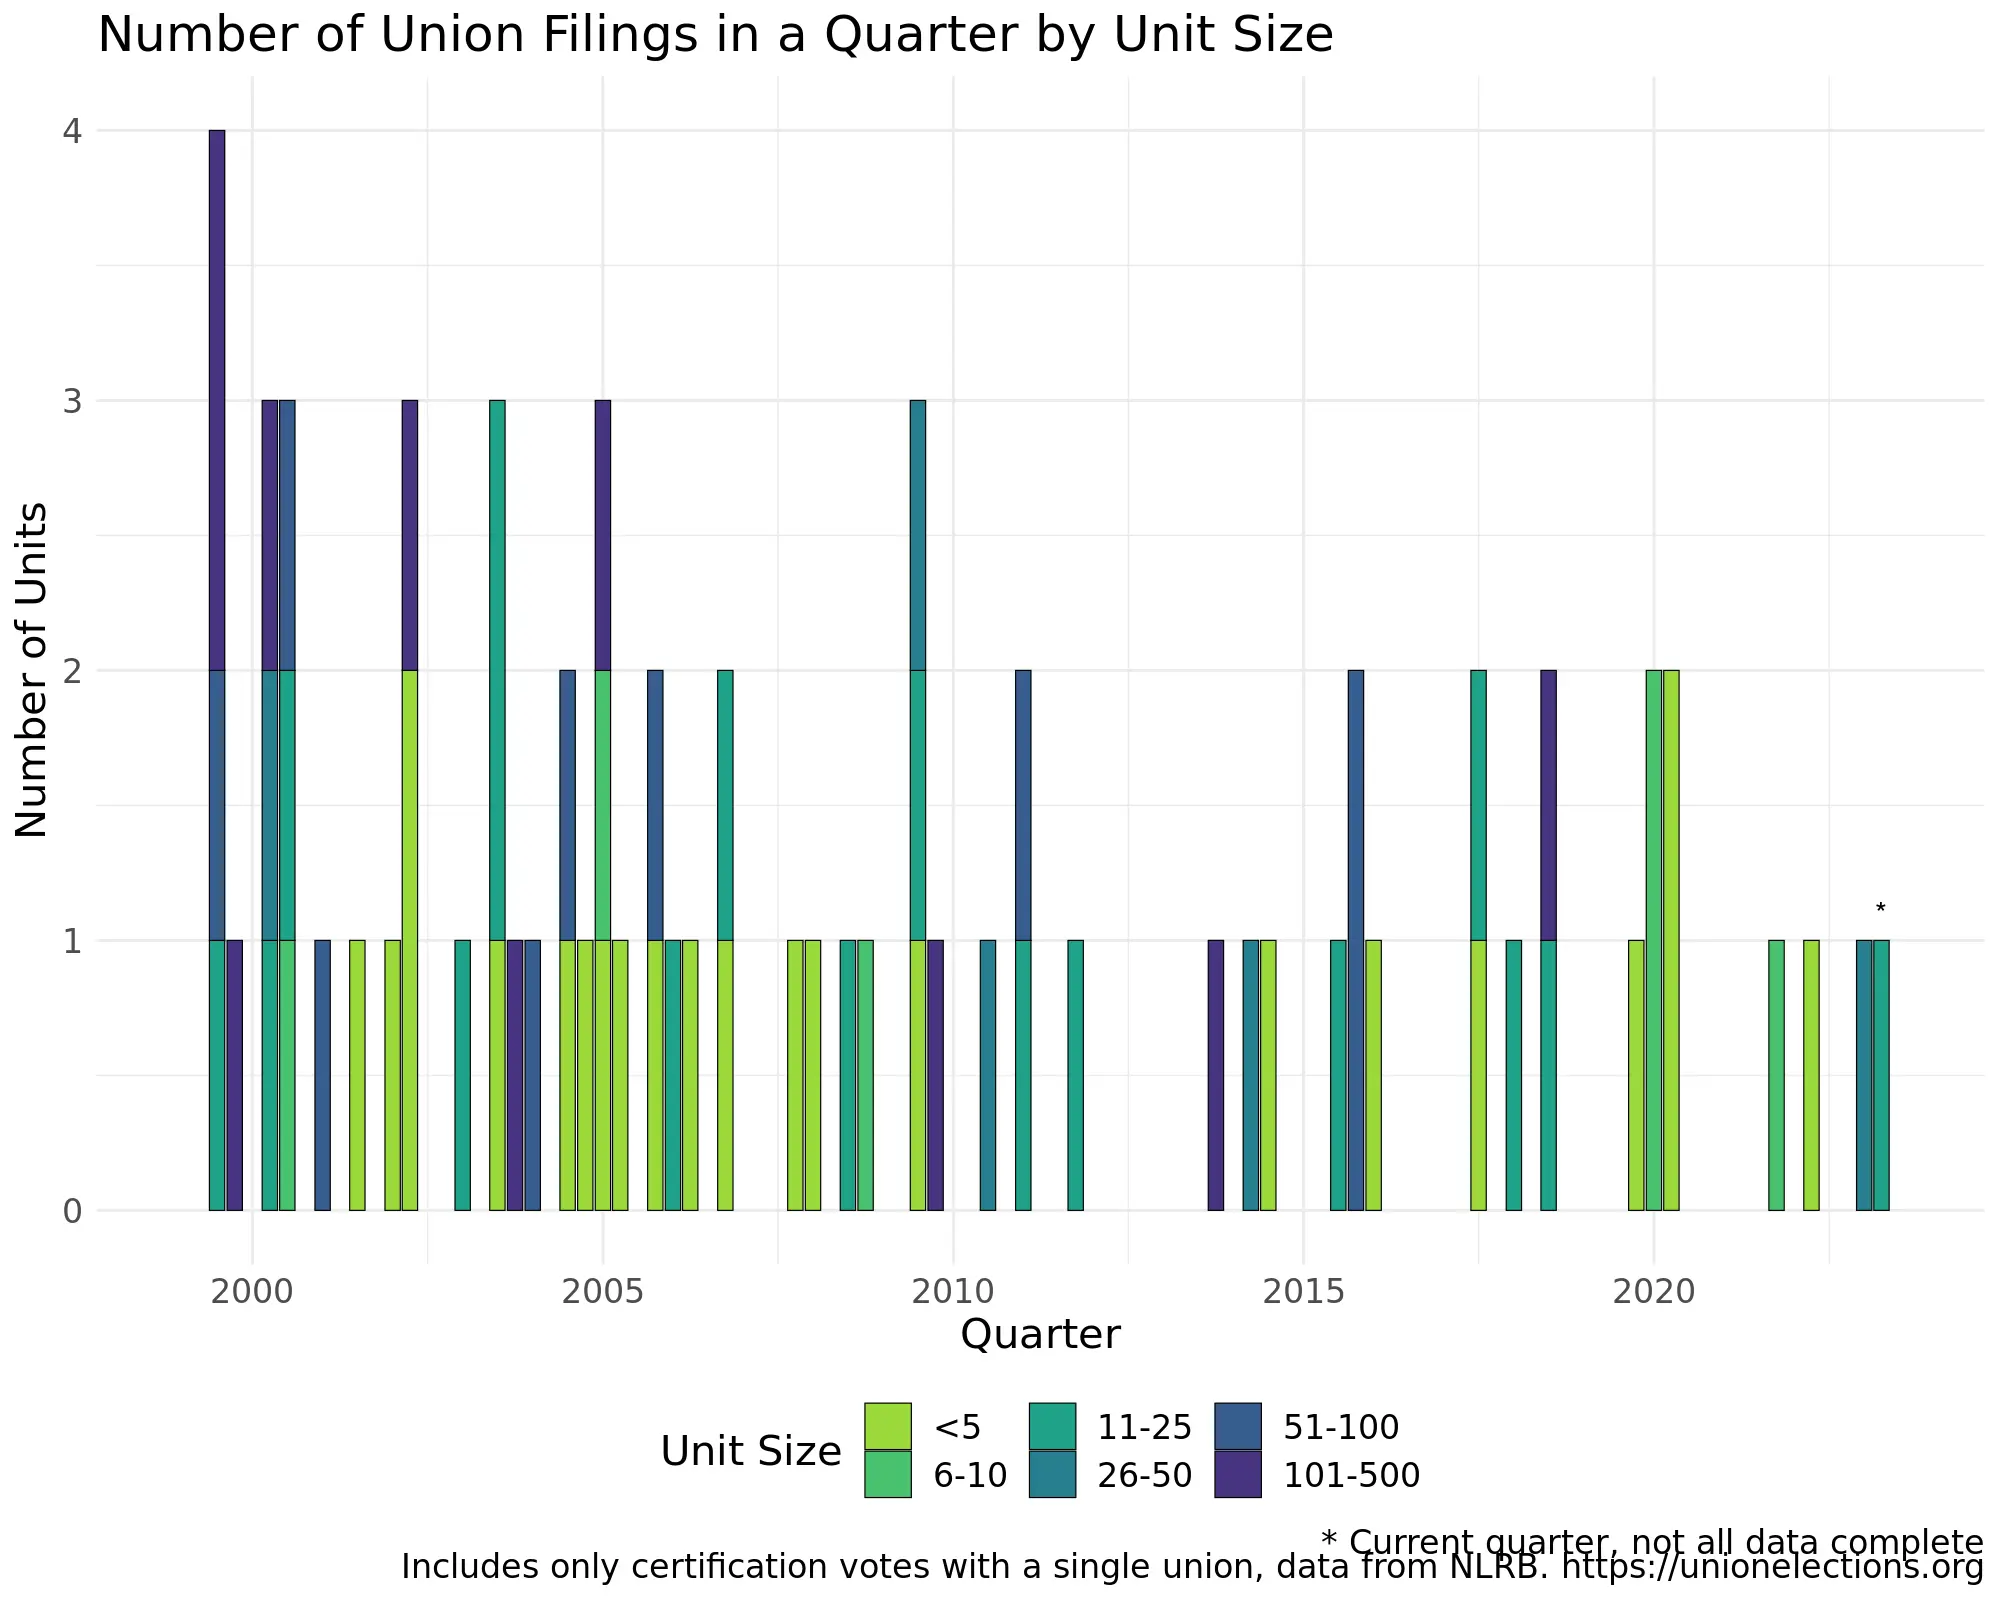 Number of Union Filings in a Quarter by Unit Size
Number of Units
4
3
2
1
0
*
2000 2005 2010 2015 2020
Quarter
Unit Size
<5 11-25 51-100
6-10 26-50 101-500
* Current quarter, not all data complete
Includes only certification votes with a single union, data from NLRB. https://unionelections.org